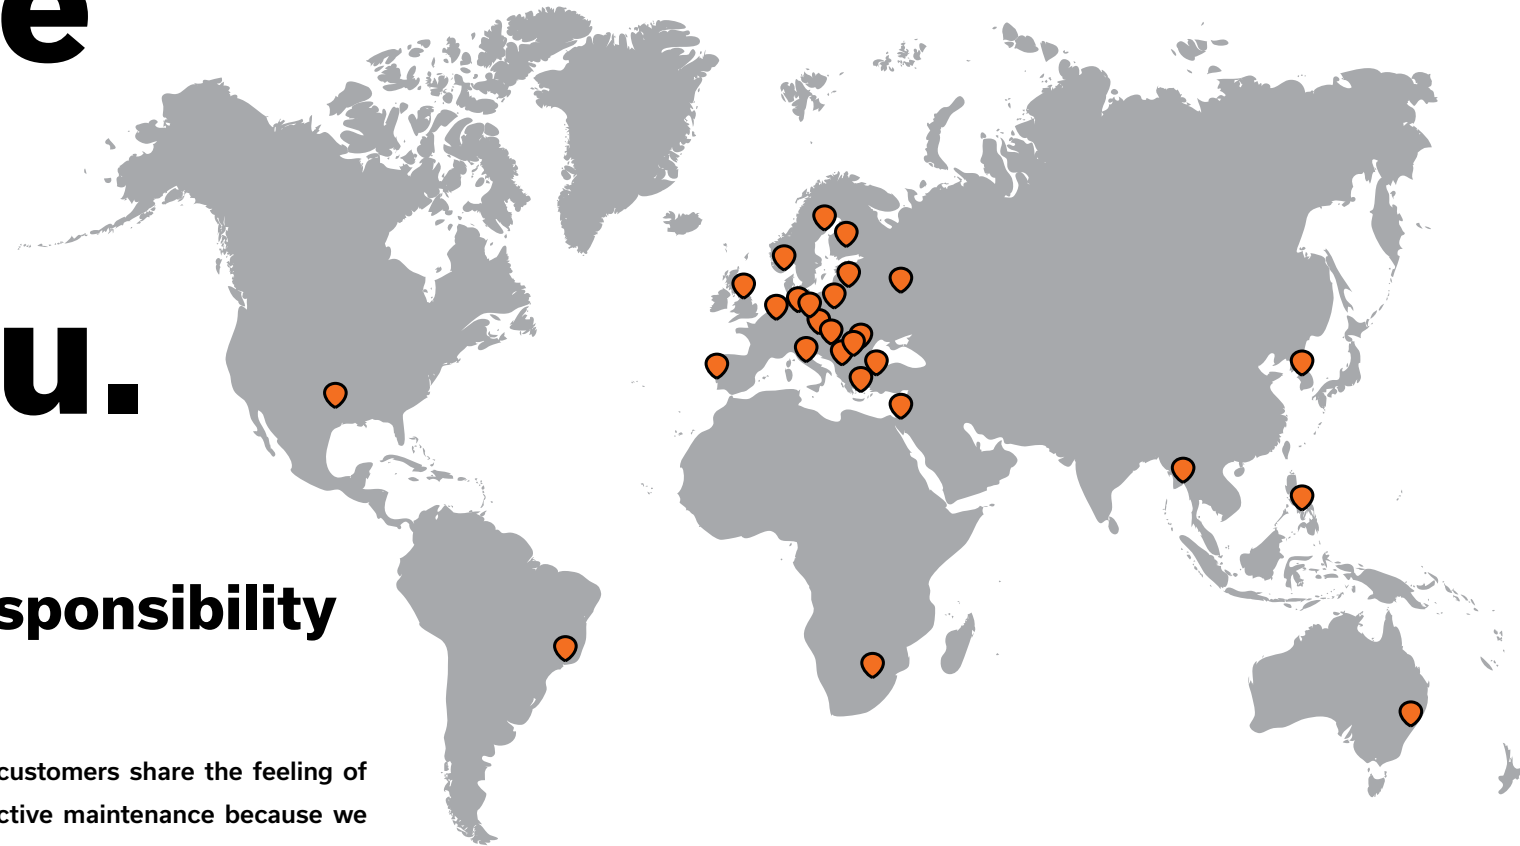 e
u.
sponsibility
customers share the feeling of
ctive maintenance because we